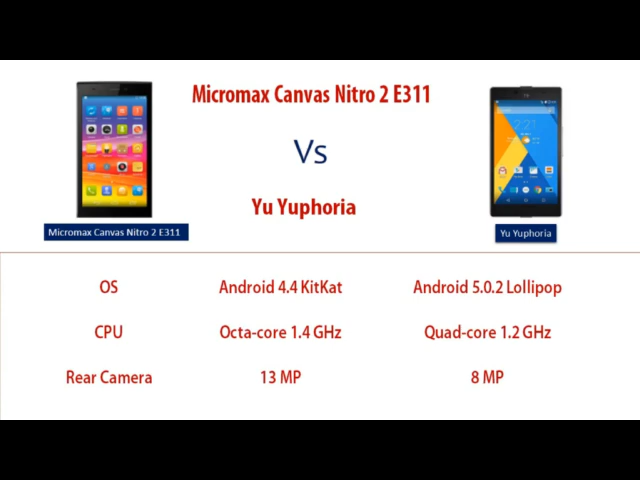 Micromax Canvas Nitro 2 E311
Vs
Yu Yuphoria
Micromax Canvas Nitro 2 E311
Yu Yuphoria
OS Android 4.4 KitKat Android 5.0.2 Lollipop
CPU Octa-core 1.4 GHz Quad-core 1.2 GHz
Rear Camera 13 MP 8 MP